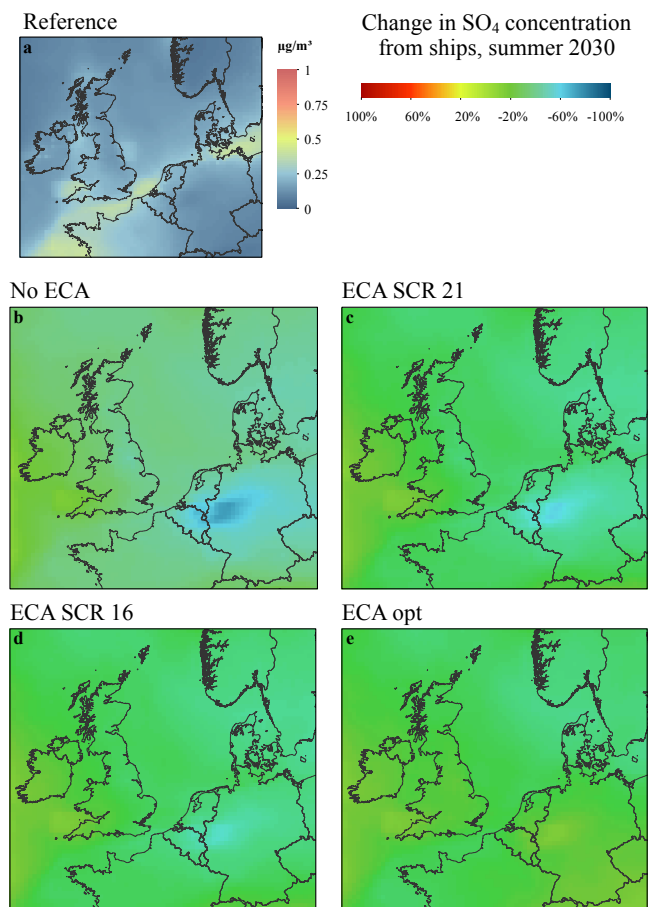 Reference
a
µg/m³
1
0.75
0.5
0.25
0
Change in SO₄ concentration
from ships, summer 2030
100% 60% 20% -20% -60% -100%
No ECA
b
ECA SCR 21
c
ECA SCR 16
d
ECA opt
e